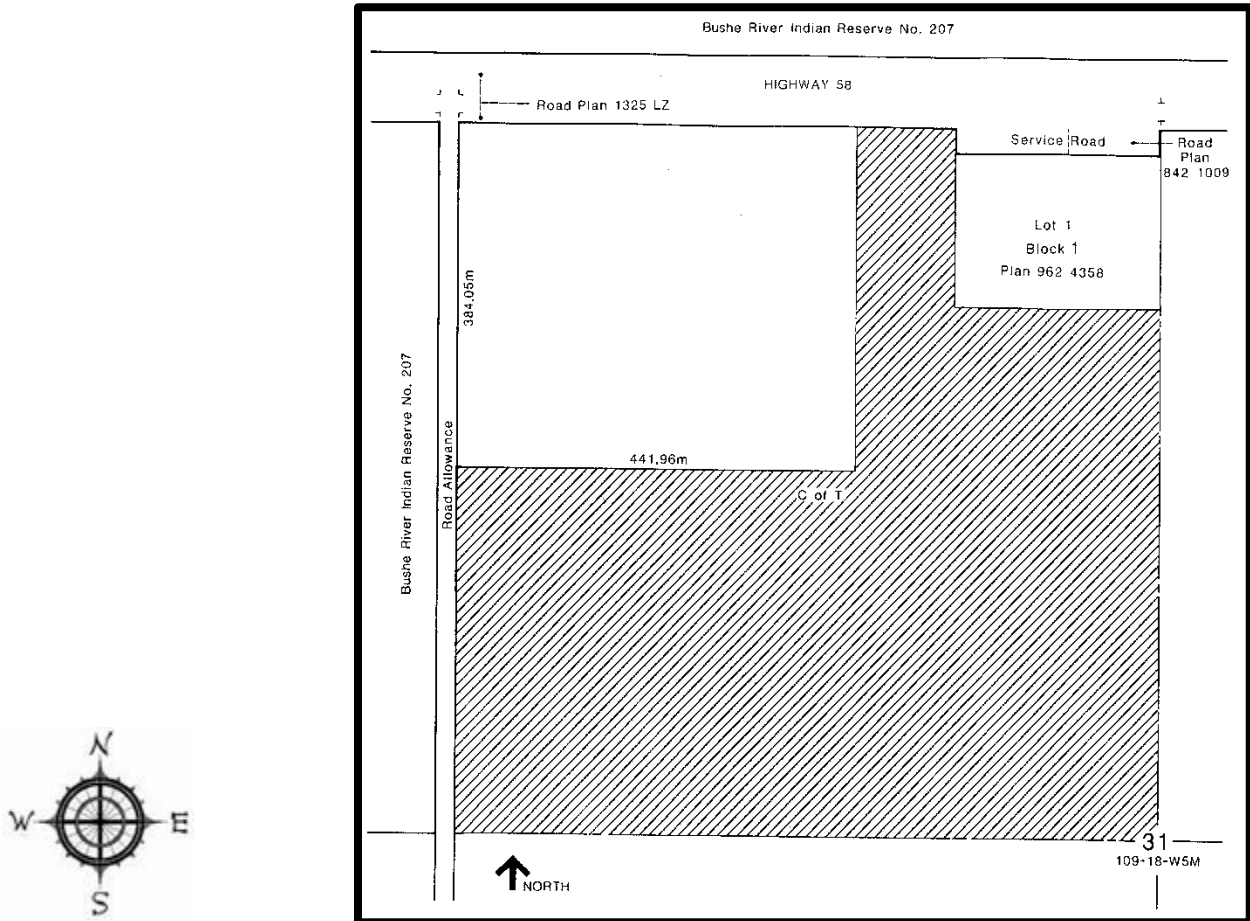 Bushe River Indian Reserve No. 207
HIGHWAY 58
Road Plan 1325 LZ
Service Road
Road
Plan
842 1009
Lot 1
Block 1
Plan 962 4358
384.05m
Bushe River Indian Reserve No. 207
Road Allowance
441.96m
C of T
31
109-18-W5M
NORTH
N
W
E
S